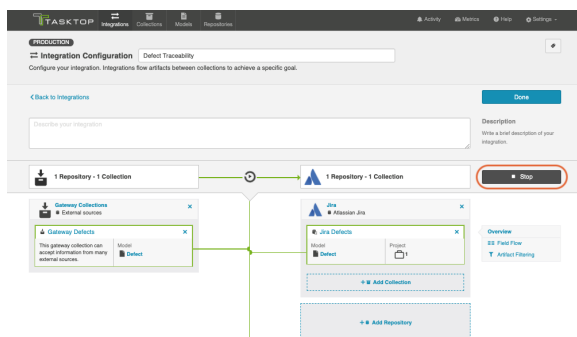 TASKTOP
Integrations
Collections
Models
Repositories
Activity
Metrics
Help
Settings
PRODUCTION
Integration Configuration
Defect Traceability
Configure your integration. Integrations flow artifacts between collections to achieve a specific goal.
Back to Integrations
Done
Describe your integration
Description
Write a brief description of your
integration.
1 Repository - 1 Collection
1 Repository - 1 Collection
Stop
Gateway Collections
External sources
Gateway Defects
This gateway collection can
accept information from many
external sources.
Model
Defect
Jira
Atlassian Jira
Jira Defects
Model
Defect
Project
1
+ Add Collection
+ Add Repository
Overview
Field Flow
Artifact Filtering